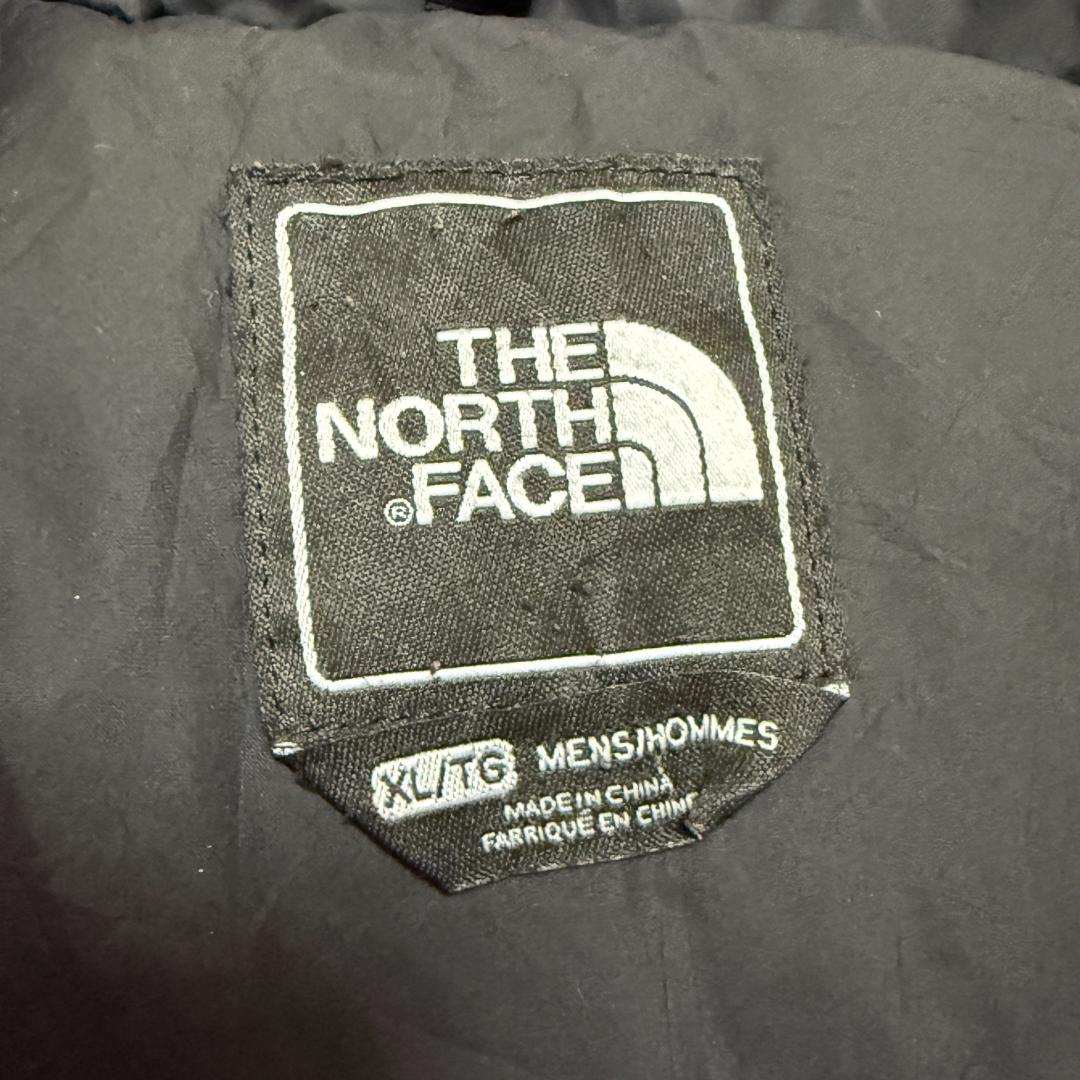 THE
NORTH
FACE
®
XL/TG MENS/HOMMES
MADE IN CHINA
FABRIQUÉ EN CHINE